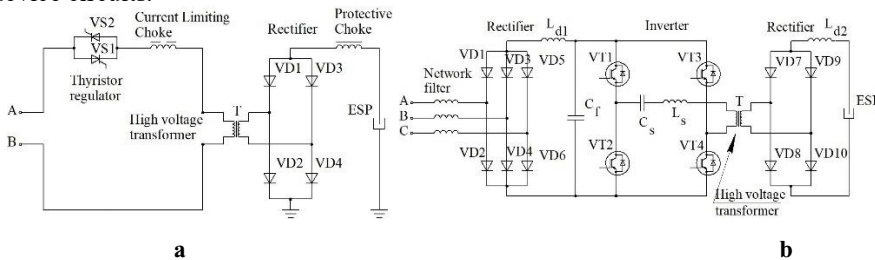 VS2
VS1
Thyristor
regulator
Current Limiting
Choke
Rectifier
Protective
Choke
VD1
VD3
A
B
High voltage
transformer
T
ESP
VD2
VD4
a
Rectifier
L d1
Inverter
Rectifier
L d2
VD1
VD3
VD5
VT1
VT3
VD7
VD9
Network
filter
A
B
C
C f
C s
L s
T
VD2
VD4
VD6
VT2
VT4
VD8
VD10
High voltage
transformer
b